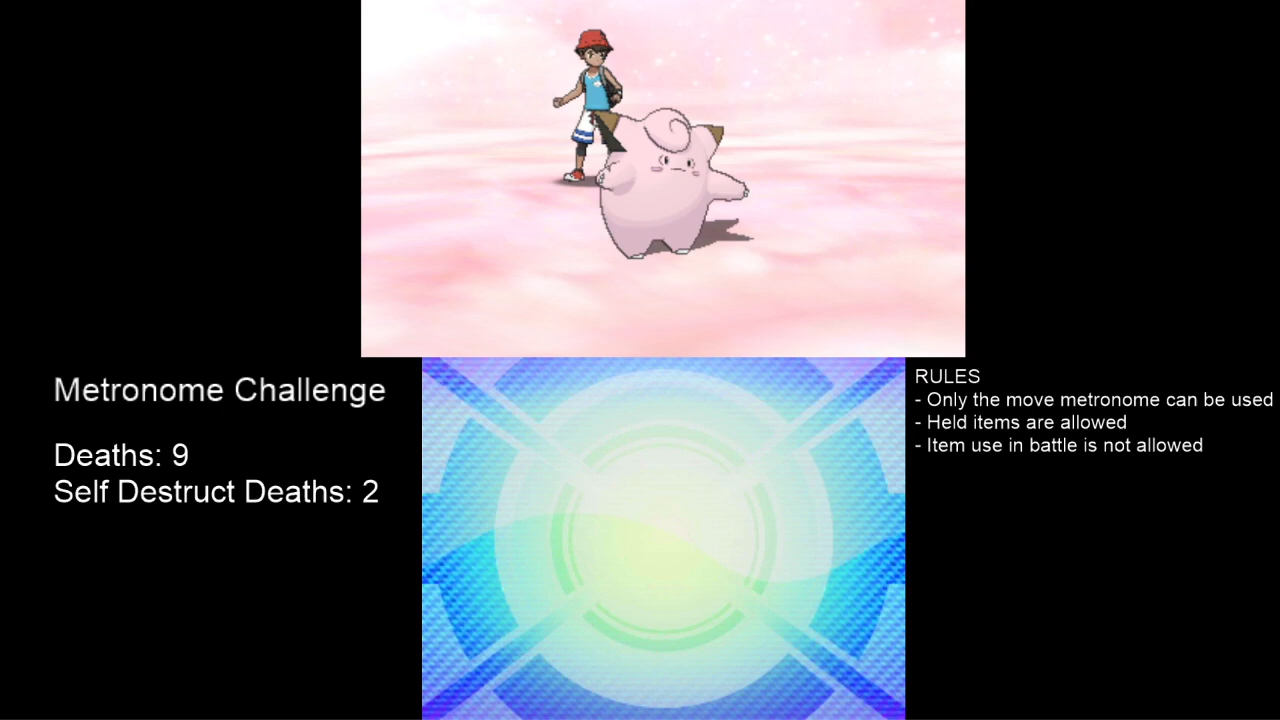 Metronome Challenge
Deaths: 9
Self Destruct Deaths: 2
RULES
- Only the move metronome can be used
- Held items are allowed
- Item use in battle is not allowed